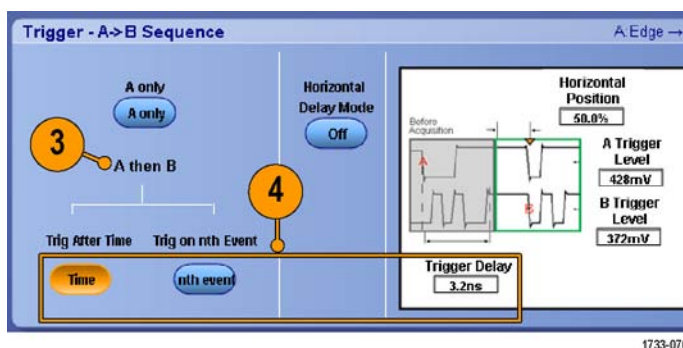 Trigger - A->B Sequence
A:Edge →
A only
A only
3
A then B
4
Trig After Time
Trig on nth Event
Time
nth event
Horizontal
Delay Mode
Off
Horizontal
Position
50.0%
Before
Acquisition
A
B
A Trigger
Level
428mV
B Trigger
Level
372mV
Trigger Delay
3.2ns